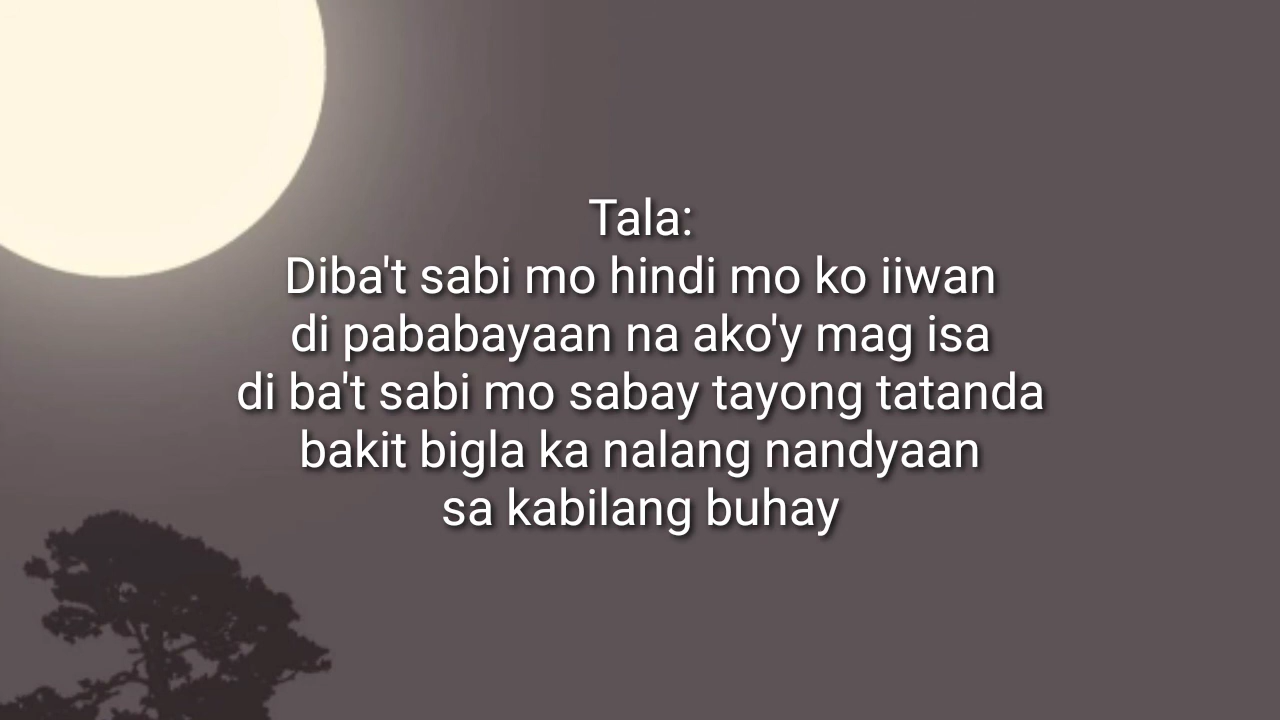 Tala:
Diba't sabi mo hindi mo ko iiwan
di pababayaan na ako'y mag isa
di ba't sabi mo sabay tayong tatanda
bakit bigla ka nalang nandyaan
sa kabilang buhay